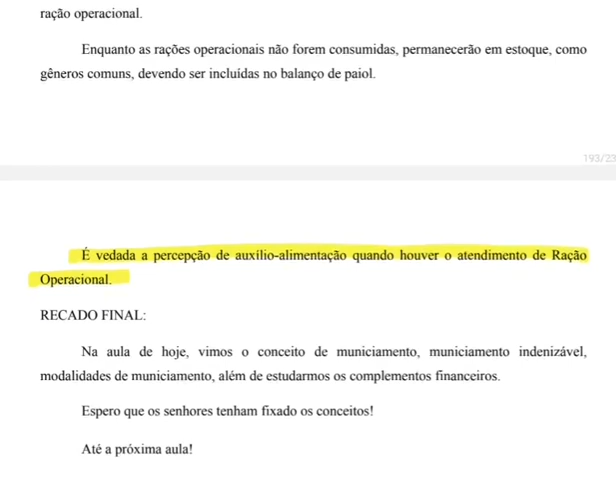 ração operacional.
Enquanto as rações operacionais não forem consumidas, permanecerão em estoque, como
gêneros comuns, devendo ser incluídas no balanço de paiol.
193/23
É vedada a percepção de auxílio-alimentação quando houver o atendimento de Ração
Operacional.
RECADO FINAL:
Na aula de hoje, vimos o conceito de municiamento, municiamento indenizável,
modalidades de municiamento, além de estudarmos os complementos financeiros.
Espero que os senhores tenham fixado os conceitos!
Até a próxima aula!